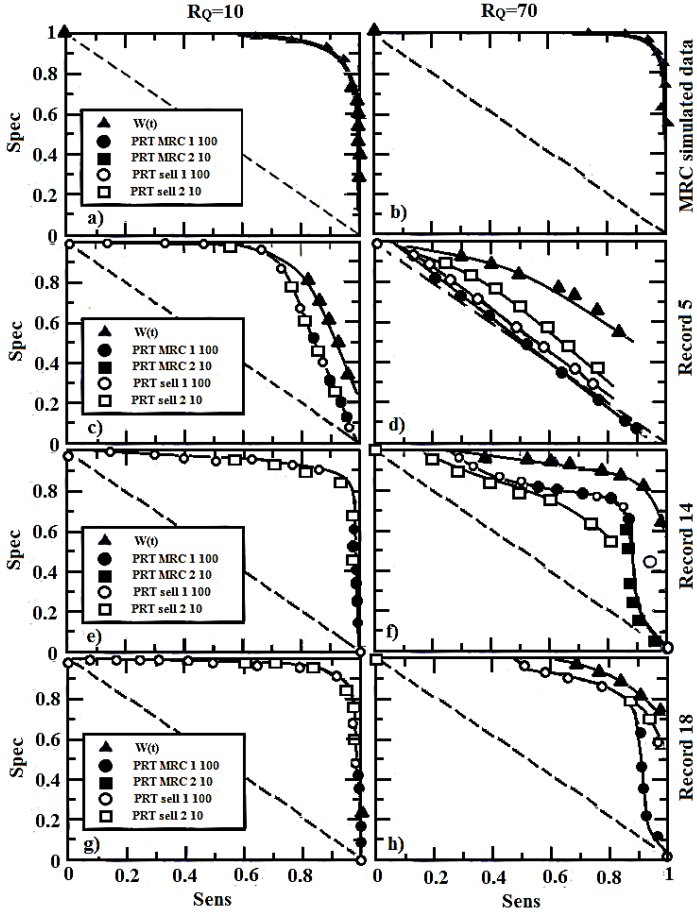 R_Q=10
R_Q=70
1
0.8
0.6
0.4
0.2
0
Spec
W(t)
PRT MRC 1 100
PRT MRC 2 10
PRT sell 1 100
PRT sell 2 10
a)
b)
MRC simulated data
1
0.8
0.6
0.4
0.2
0
Spec
W(t)
PRT MRC 1 100
PRT MRC 2 10
PRT sell 1 100
PRT sell 2 10
c)
d)
Record 5
1
0.8
0.6
0.4
0.2
0
Spec
W(t)
PRT MRC 1 100
PRT MRC 2 10
PRT sell 1 100
PRT sell 2 10
e)
f)
Record 14
1
0.8
0.6
0.4
0.2
0
Spec
W(t)
PRT MRC 1 100
PRT MRC 2 10
PRT sell 1 100
PRT sell 2 10
g)
h)
Record 18
0 0.2 0.4 0.6 0.8 1
0 0.2 0.4 0.6 0.8 1
Sens
Sens